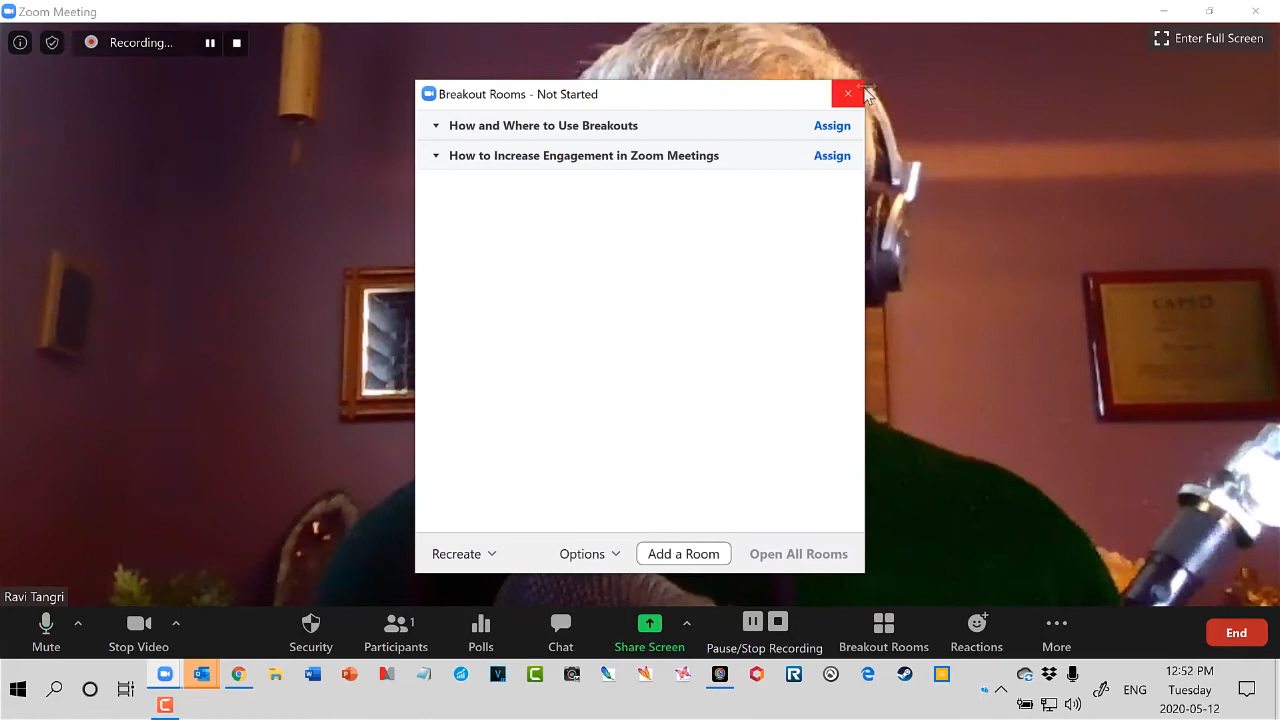 Zoom Meeting
Recording...
Enter Full Screen
Breakout Rooms - Not Started
How and Where to Use Breakouts
Assign
How to Increase Engagement in Zoom Meetings
Assign
CAPS
Recreate
Options
Add a Room
Open All Rooms
Ravi Tangri
1
Mute
Stop Video
Security
Participants
Polls
Chat
Share Screen
Pause/Stop Recording
Breakout Rooms
Reactions
More
End
12:52 PM
ENG
Tuesday
2020-05-12